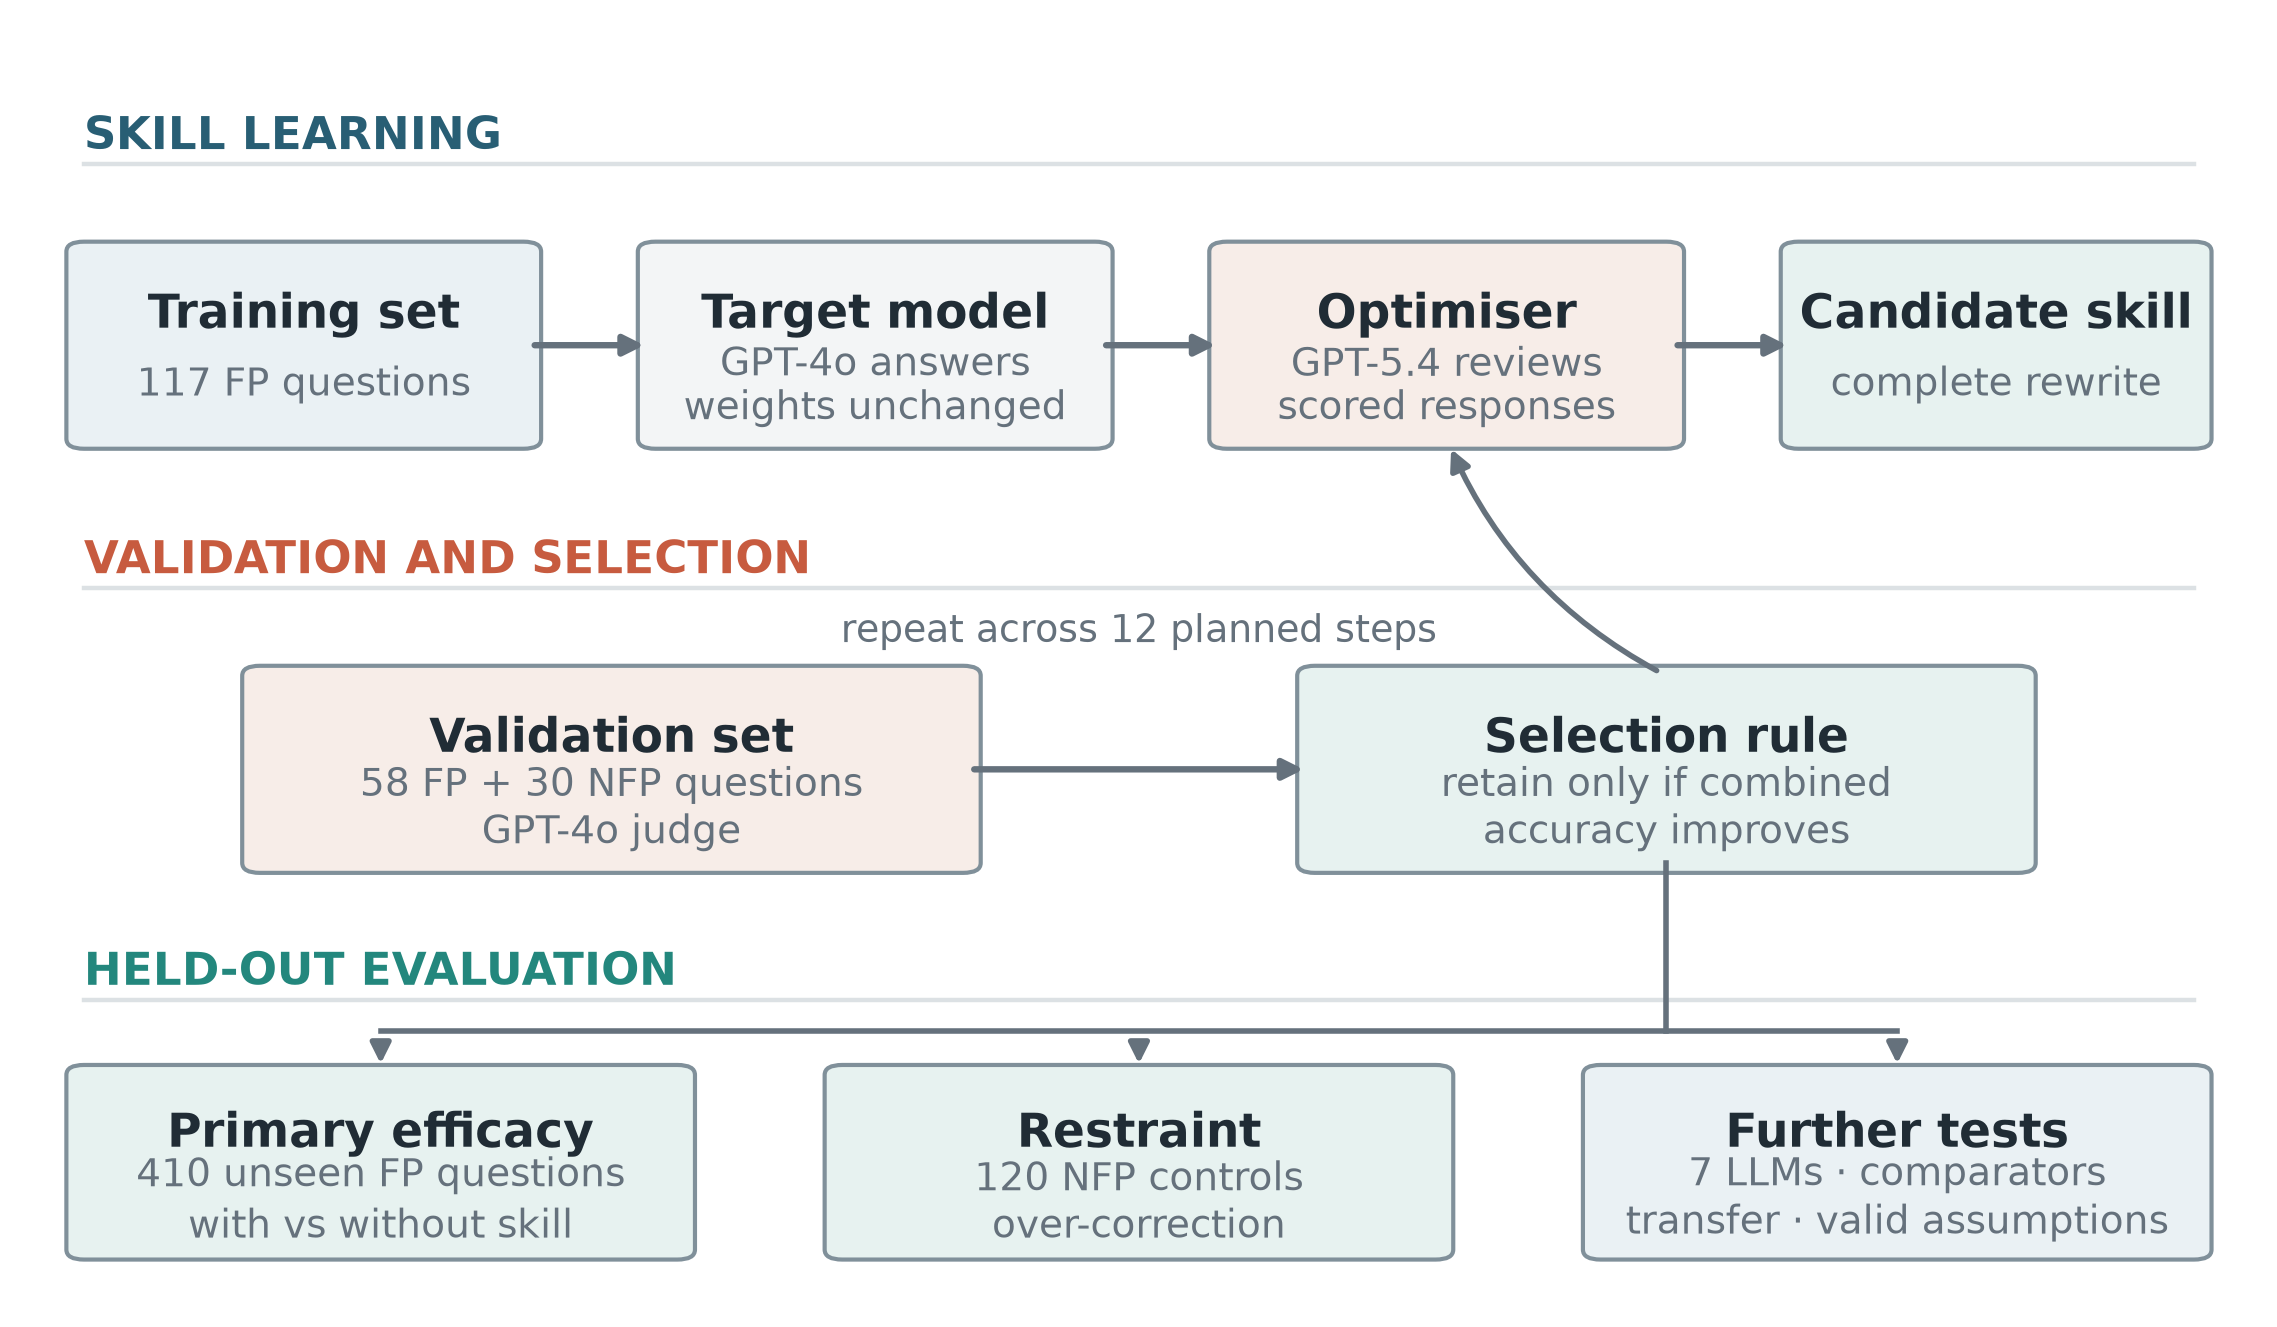 SKILL LEARNING
Training set
117 FP questions
Target model
GPT-4o answers
weights unchanged
Optimiser
GPT-5.4 reviews
scored responses
Candidate skill
complete rewrite
VALIDATION AND SELECTION
repeat across 12 planned steps
Validation set
58 FP + 30 NFP questions
GPT-4o judge
Selection rule
retain only if combined
accuracy improves
HELD-OUT EVALUATION
Primary efficacy
410 unseen FP questions
with vs without skill
Restraint
120 NFP controls
over-correction
Further tests
7 LLMs · comparators
transfer · valid assumptions